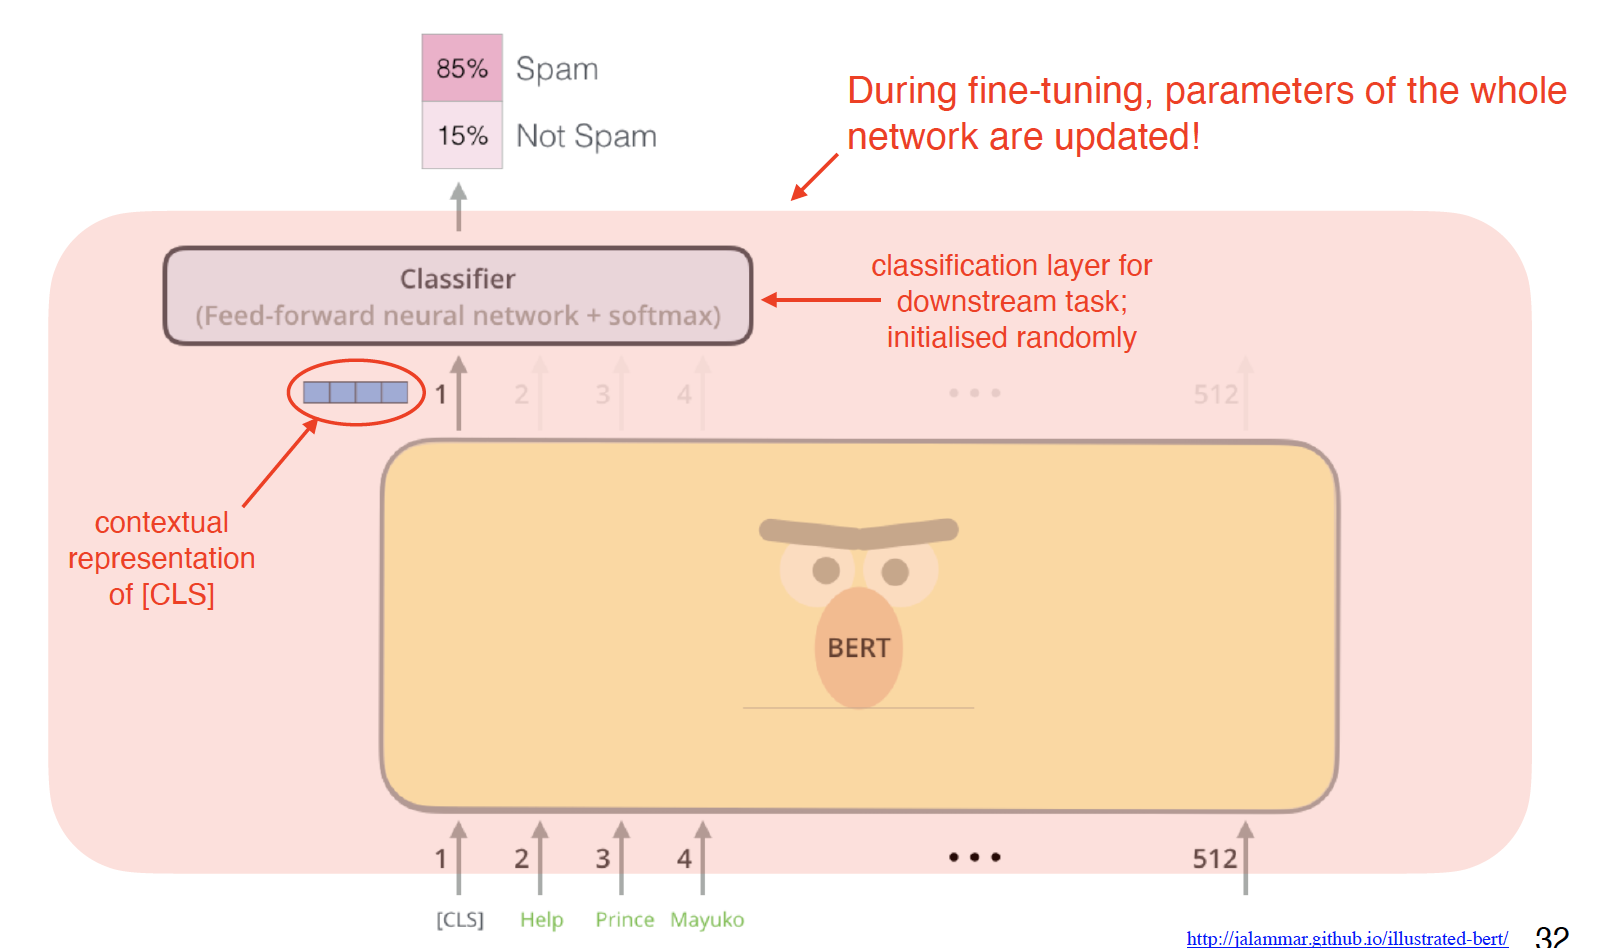 85% Spam
15% Not Spam
During fine-tuning, parameters of the whole
network are updated!
Classifier
(Feed-forward neural network + softmax)
classification layer for
downstream task;
initialised randomly
1 2 3 4 ••• 512
contextual
representation
of [CLS]
BERT
1 2 3 4 ••• 512
[CLS] Help Prince Mayuko
http://jalammar.github.io/illustrated-bert/ 32